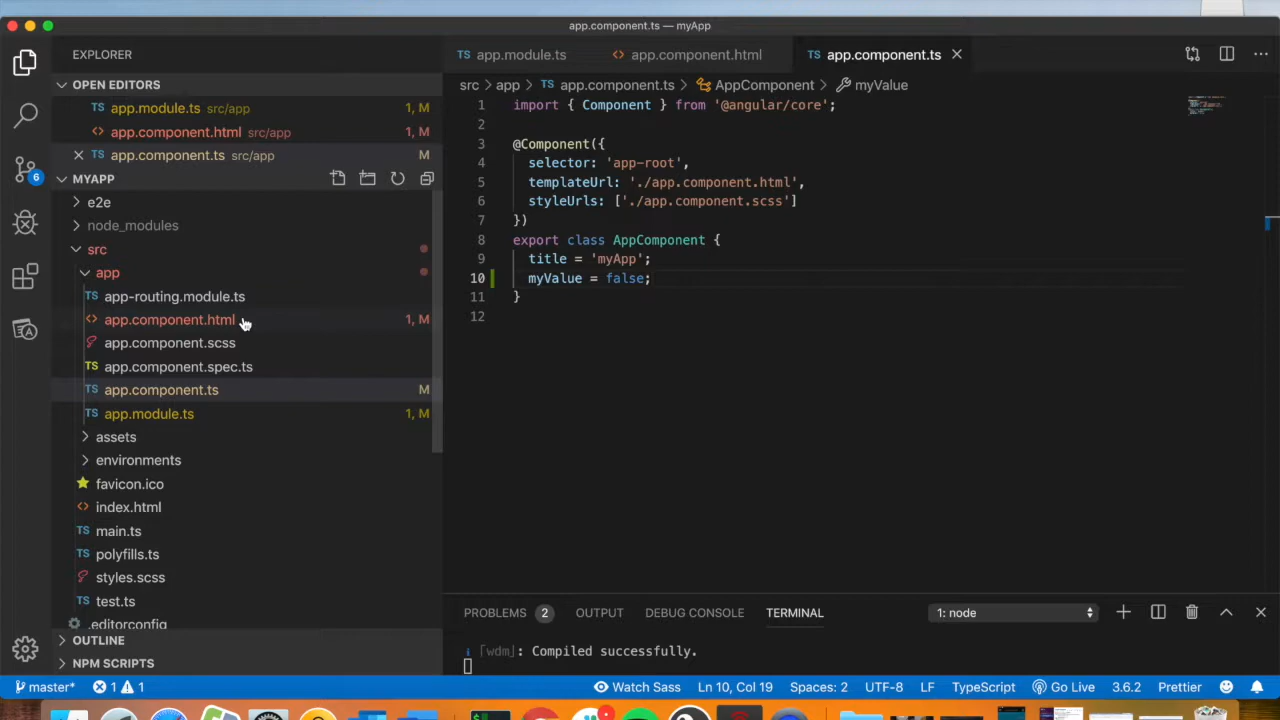 app.component.ts — myApp
EXPLORER
OPEN EDITORS
TS app.module.ts src/app 1, M
<> app.component.html src/app 1, M
TS app.component.ts src/app M
MYAPP
e2e
node_modules
src
app
TS app-routing.module.ts
<> app.component.html 1, M
app.component.scss
TS app.component.spec.ts
TS app.component.ts M
TS app.module.ts 1, M
assets
environments
favicon.ico
<> index.html
TS main.ts
TS polyfills.ts
styles.scss
TS test.ts
.editorconfig
OUTLINE
NPM SCRIPTS
6
TS app.module.ts <> app.component.html TS app.component.ts
src > app > TS app.component.ts > AppComponent > myValue
1 import { Component } from '@angular/core';
2
3 @Component({
4 selector: 'app-root',
5 templateUrl: './app.component.html',
6 styleUrls: ['./app.component.scss']
7 })
8 export class AppComponent {
9 title = 'myApp';
10 myValue = false;
11 }
12
PROBLEMS 2 OUTPUT DEBUG CONSOLE TERMINAL 1: node
i ｢wdm｣: Compiled successfully.
master* 1 1 Watch Sass Ln 10, Col 19 Spaces: 2 UTF-8 LF TypeScript Go Live 3.6.2 Prettier